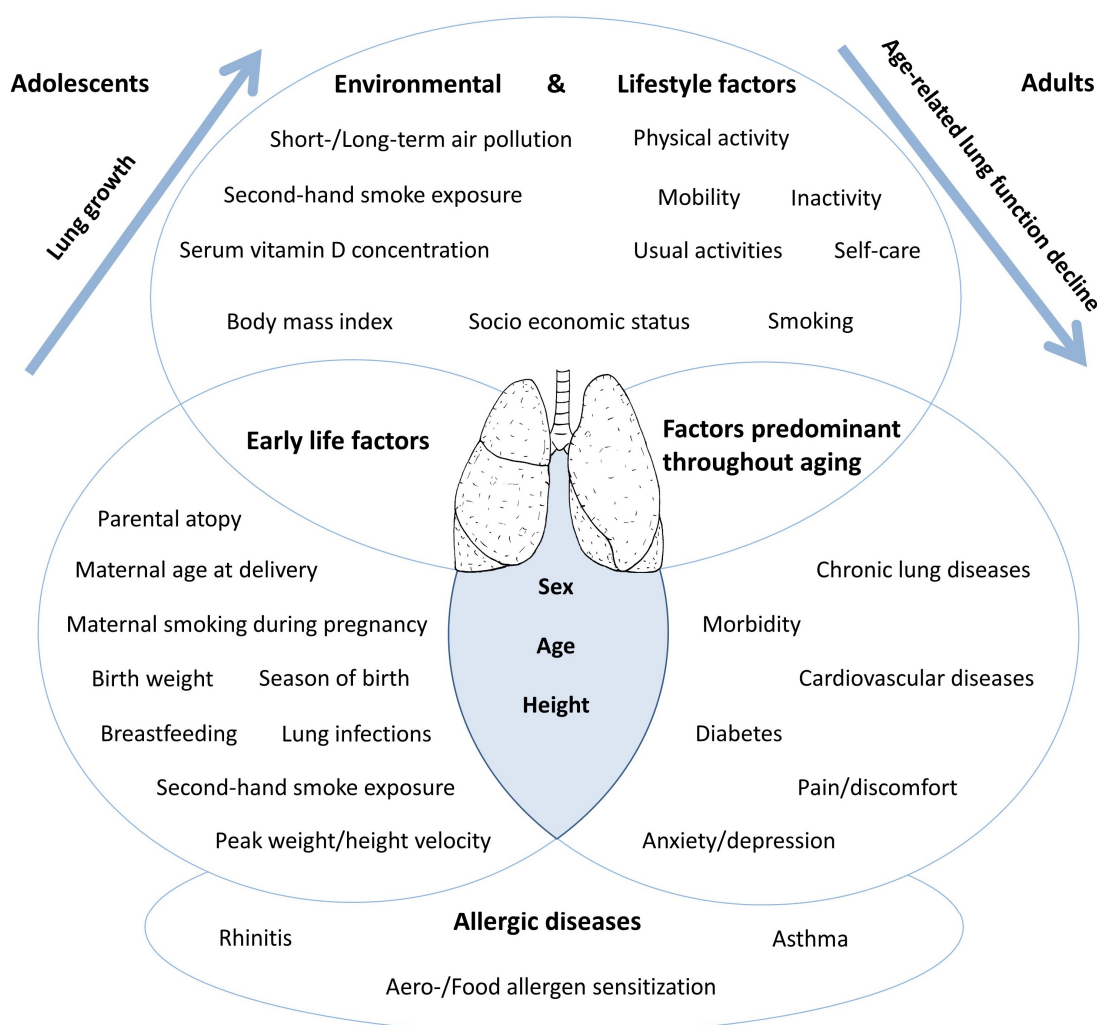 Adolescents
Lung growth
Environmental & Lifestyle factors
Adults
Age-related lung function decline
Short-/Long-term air pollution
Physical activity
Second-hand smoke exposure
Mobility
Inactivity
Serum vitamin D concentration
Usual activities
Self-care
Body mass index
Socio economic status
Smoking
Early life factors
Parental atopy
Maternal age at delivery
Maternal smoking during pregnancy
Birth weight
Season of birth
Breastfeeding
Lung infections
Second-hand smoke exposure
Peak weight/height velocity
Sex
Age
Height
Factors predominant
throughout aging
Chronic lung diseases
Morbidity
Cardiovascular diseases
Diabetes
Pain/discomfort
Anxiety/depression
Allergic diseases
Rhinitis
Asthma
Aero-/Food allergen sensitization